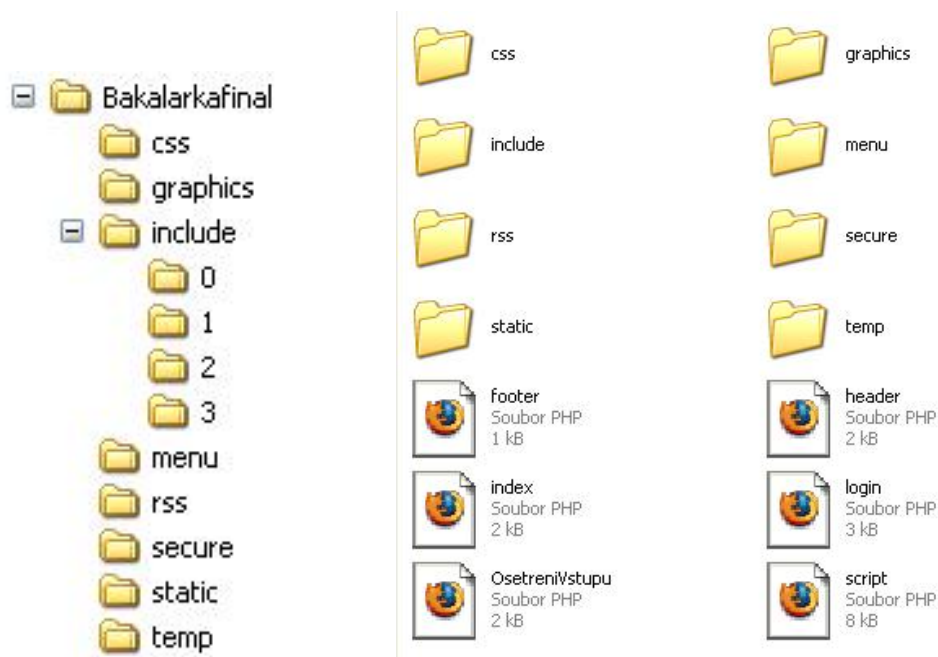 Bakalarkafinal
css
graphics
include
0
1
2
3
menu
rss
secure
static
temp
css
graphics
include
menu
rss
secure
static
temp
footer
Soubor PHP
1 kB
header
Soubor PHP
2 kB
index
Soubor PHP
2 kB
login
Soubor PHP
3 kB
OsetreniVstupu
Soubor PHP
2 kB
script
Soubor PHP
8 kB